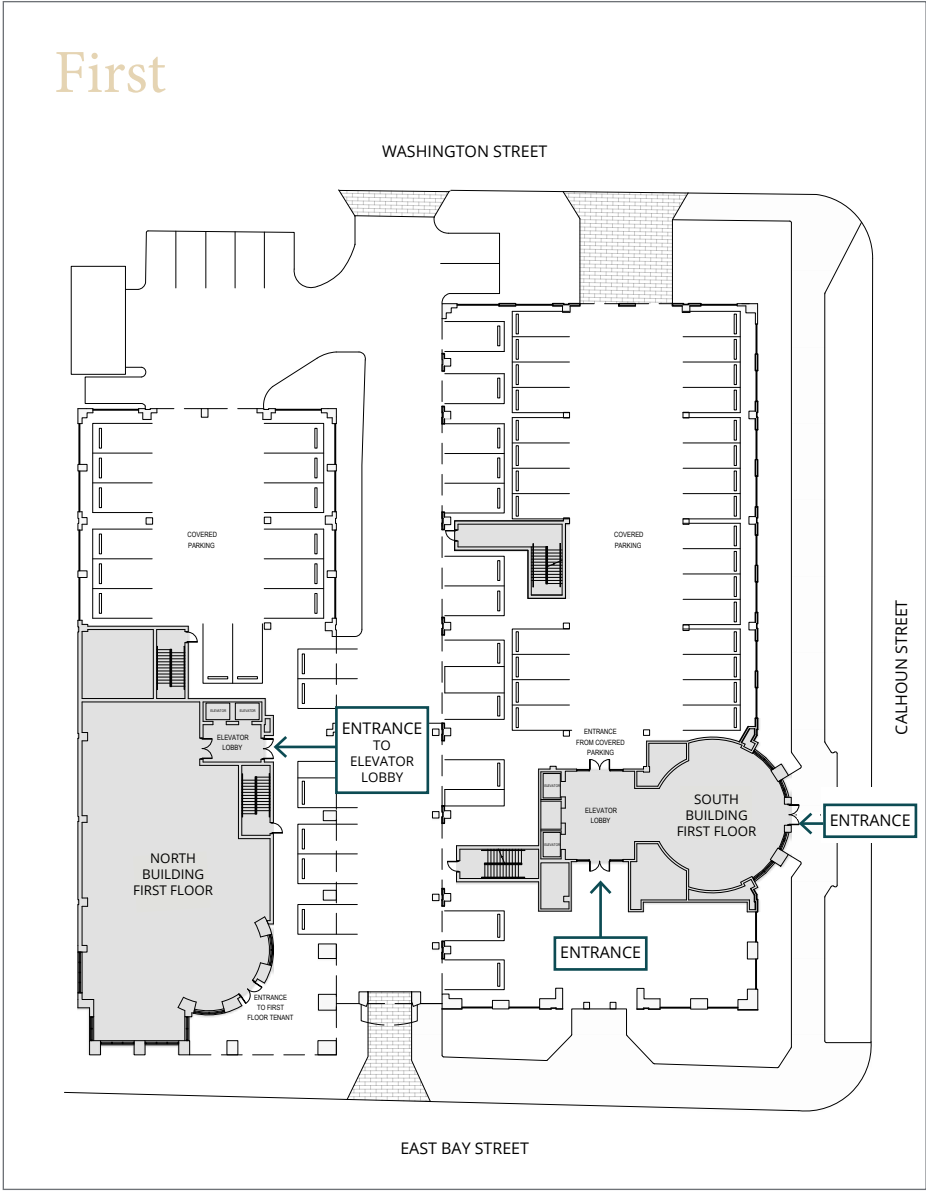 First
WASHINGTON STREET
COVERED
PARKING
COVERED
PARKING
CALHOUN STREET
ELEVATOR
ELEVATOR
ELEVATOR
LOBBY
ENTRANCE
TO
ELEVATOR
LOBBY
ENTRANCE
FROM COVERED
PARKING
ELEVATOR
ELEVATOR
LOBBY
ELEVATOR
SOUTH
BUILDING
FIRST FLOOR
ENTRANCE
NORTH
BUILDING
FIRST FLOOR
ENTRANCE
ENTRANCE
TO FIRST
FLOOR TENANT
EAST BAY STREET